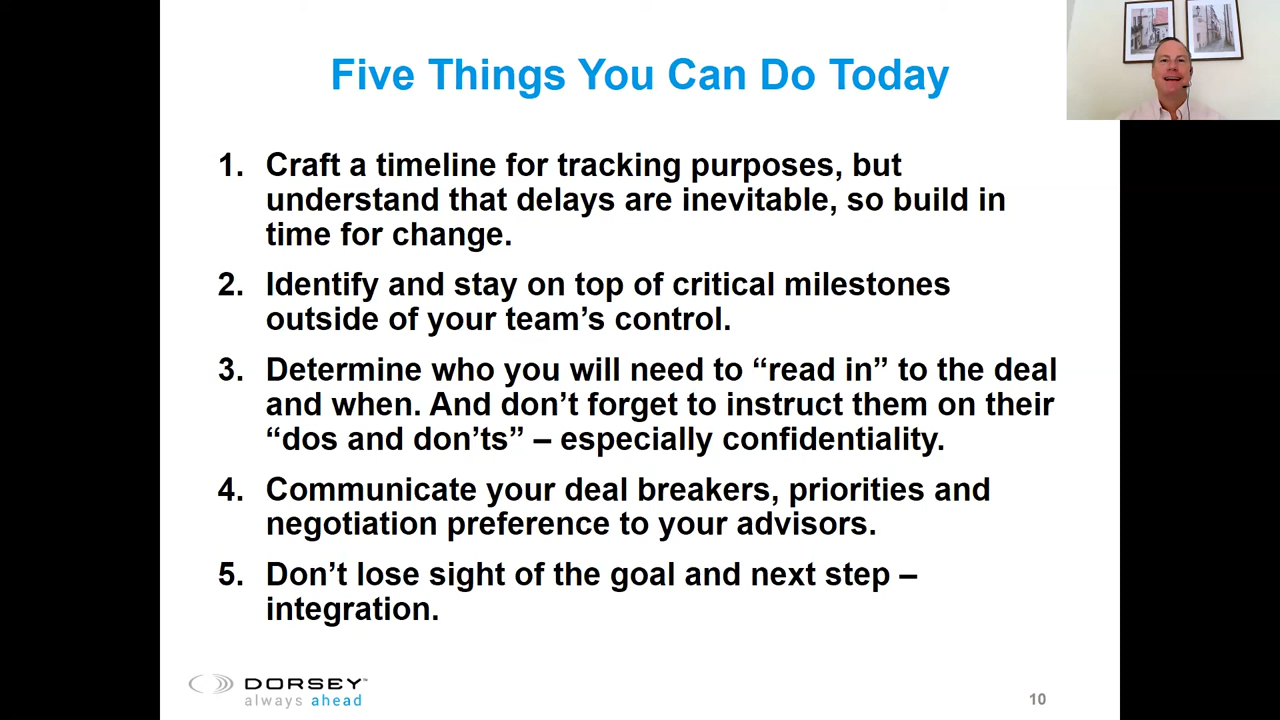 Five Things You Can Do Today
1. Craft a timeline for tracking purposes, but
understand that delays are inevitable, so build in
time for change.
2. Identify and stay on top of critical milestones
outside of your team’s control.
3. Determine who you will need to “read in” to the deal
and when. And don’t forget to instruct them on their
“dos and don’ts” – especially confidentiality.
4. Communicate your deal breakers, priorities and
negotiation preference to your advisors.
5. Don’t lose sight of the goal and next step –
integration.
DORSEY™
always ahead
10